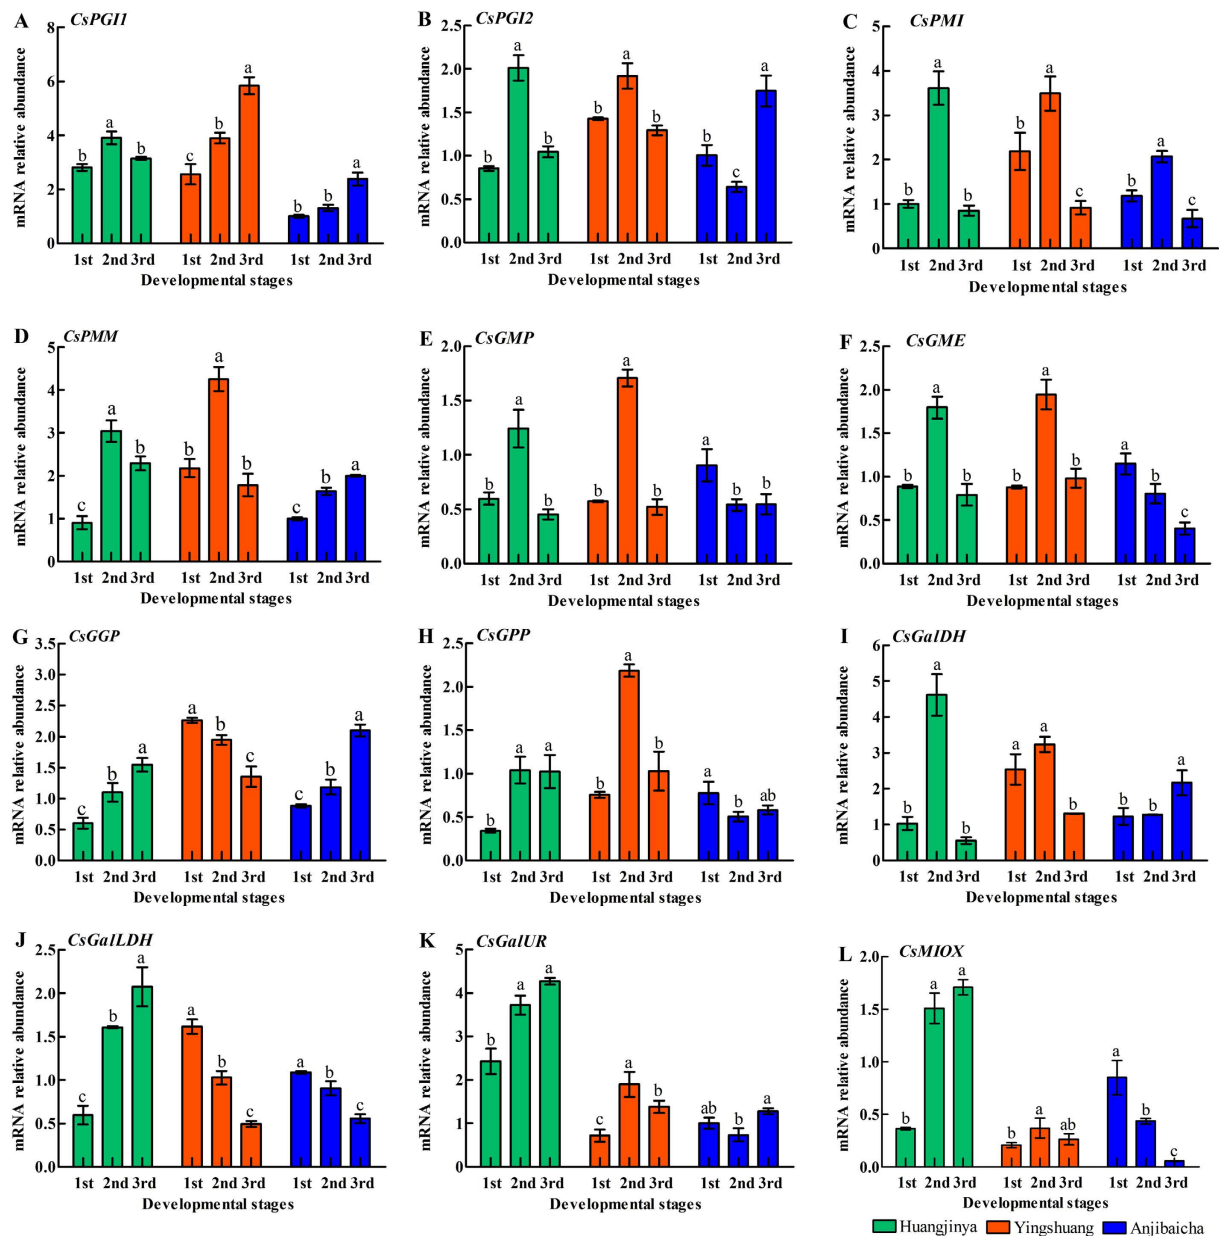 A CsPGI1
mRNA relative abundance
8
6
4
2
0
b a b c b a b b a
1st 2nd 3rd 1st 2nd 3rd 1st 2nd 3rd
Developmental stages
B CsPGI2
mRNA relative abundance
2.5
2.0
1.5
1.0
0.5
0.0
b a b b a b b c a
1st 2nd 3rd 1st 2nd 3rd 1st 2nd 3rd
Developmental stages
C CsPMI
mRNA relative abundance
5
4
3
2
1
0
b a b b a c b a c
1st 2nd 3rd 1st 2nd 3rd 1st 2nd 3rd
Developmental stages
D CsPMM
mRNA relative abundance
5
4
3
2
1
0
c a b b a b c b a
1st 2nd 3rd 1st 2nd 3rd 1st 2nd 3rd
Developmental stages
E CsGMP
mRNA relative abundance
2.0
1.5
1.0
0.5
0.0
b a b b a b a b b
1st 2nd 3rd 1st 2nd 3rd 1st 2nd 3rd
Developmental stages
F CsGME
mRNA relative abundance
2.5
2.0
1.5
1.0
0.5
0.0
b a b b a b a b c
1st 2nd 3rd 1st 2nd 3rd 1st 2nd 3rd
Developmental stages
G CsGGP
mRNA relative abundance
3.5
3.0
2.5
2.0
1.5
1.0
0.5
0.0
c b a a b c c c a
1st 2nd 3rd 1st 2nd 3rd 1st 2nd 3rd
Developmental stages
H CsGPP
mRNA relative abundance
2.5
2.0
1.5
1.0
0.5
0.0
b a a b a b a b ab
1st 2nd 3rd 1st 2nd 3rd 1st 2nd 3rd
Developmental stages
I CsGalDH
mRNA relative abundance
6
5
4
3
2
1
0
b a b a a b b b a
1st 2nd 3rd 1st 2nd 3rd 1st 2nd 3rd
Developmental stages
J CsGalLDH
mRNA relative abundance
2.5
2.0
1.5
1.0
0.5
0.0
c b a a b c a b c
1st 2nd 3rd 1st 2nd 3rd 1st 2nd 3rd
Developmental stages
K CsGalUR
mRNA relative abundance
5
4
3
2
1
0
b a a c a b ab b a
1st 2nd 3rd 1st 2nd 3rd 1st 2nd 3rd
Developmental stages
L CsMIOX
mRNA relative abundance
2.0
1.5
1.0
0.5
0.0
b a a b a ab a b c
1st 2nd 3rd 1st 2nd 3rd 1st 2nd 3rd
Developmental stages
Huangjinya Yingshuang Anjibaicha